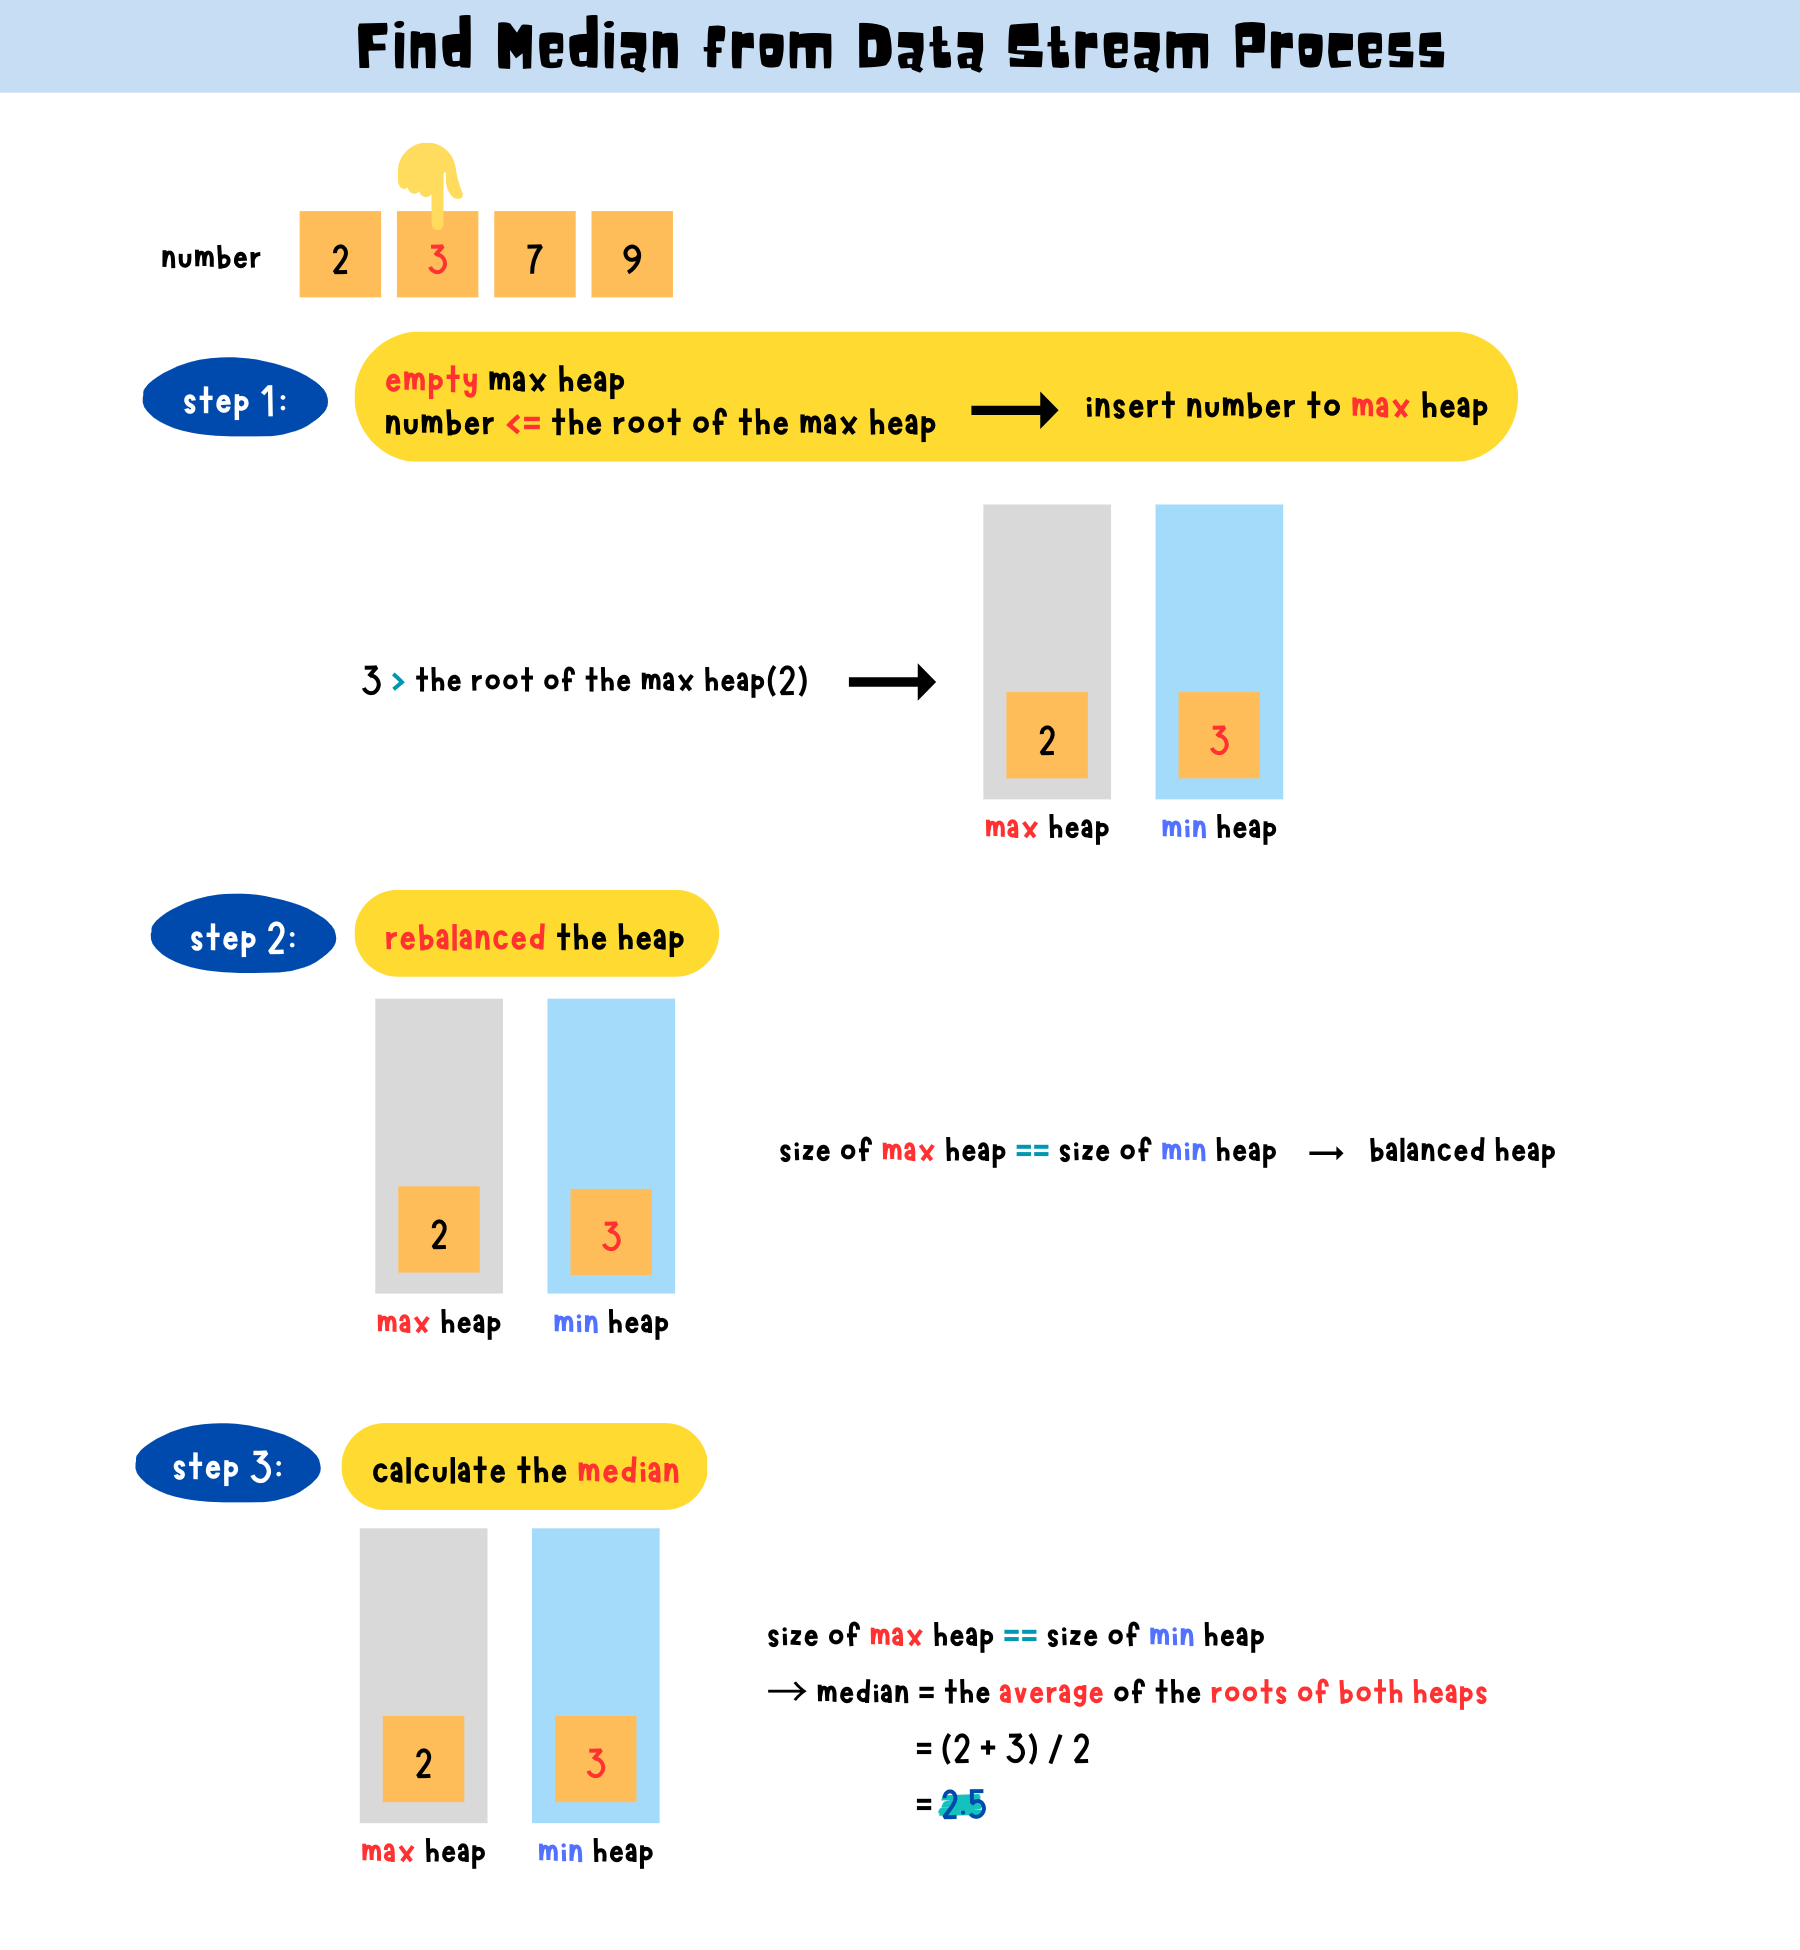 Find Median from Data Stream Process
number 2 3 7 9
step 1:
empty max heap
number <= the root of the max heap
insert number to max heap
3 > the root of the max heap(2)
2 3
max heap min heap
step 2:
rebalanced the heap
size of max heap == size of min heap → balanced heap
2 3
max heap min heap
step 3:
calculate the median
size of max heap == size of min heap
→ median = the average of the roots of both heaps
= (2 + 3) / 2
= 2.5
2 3
max heap min heap